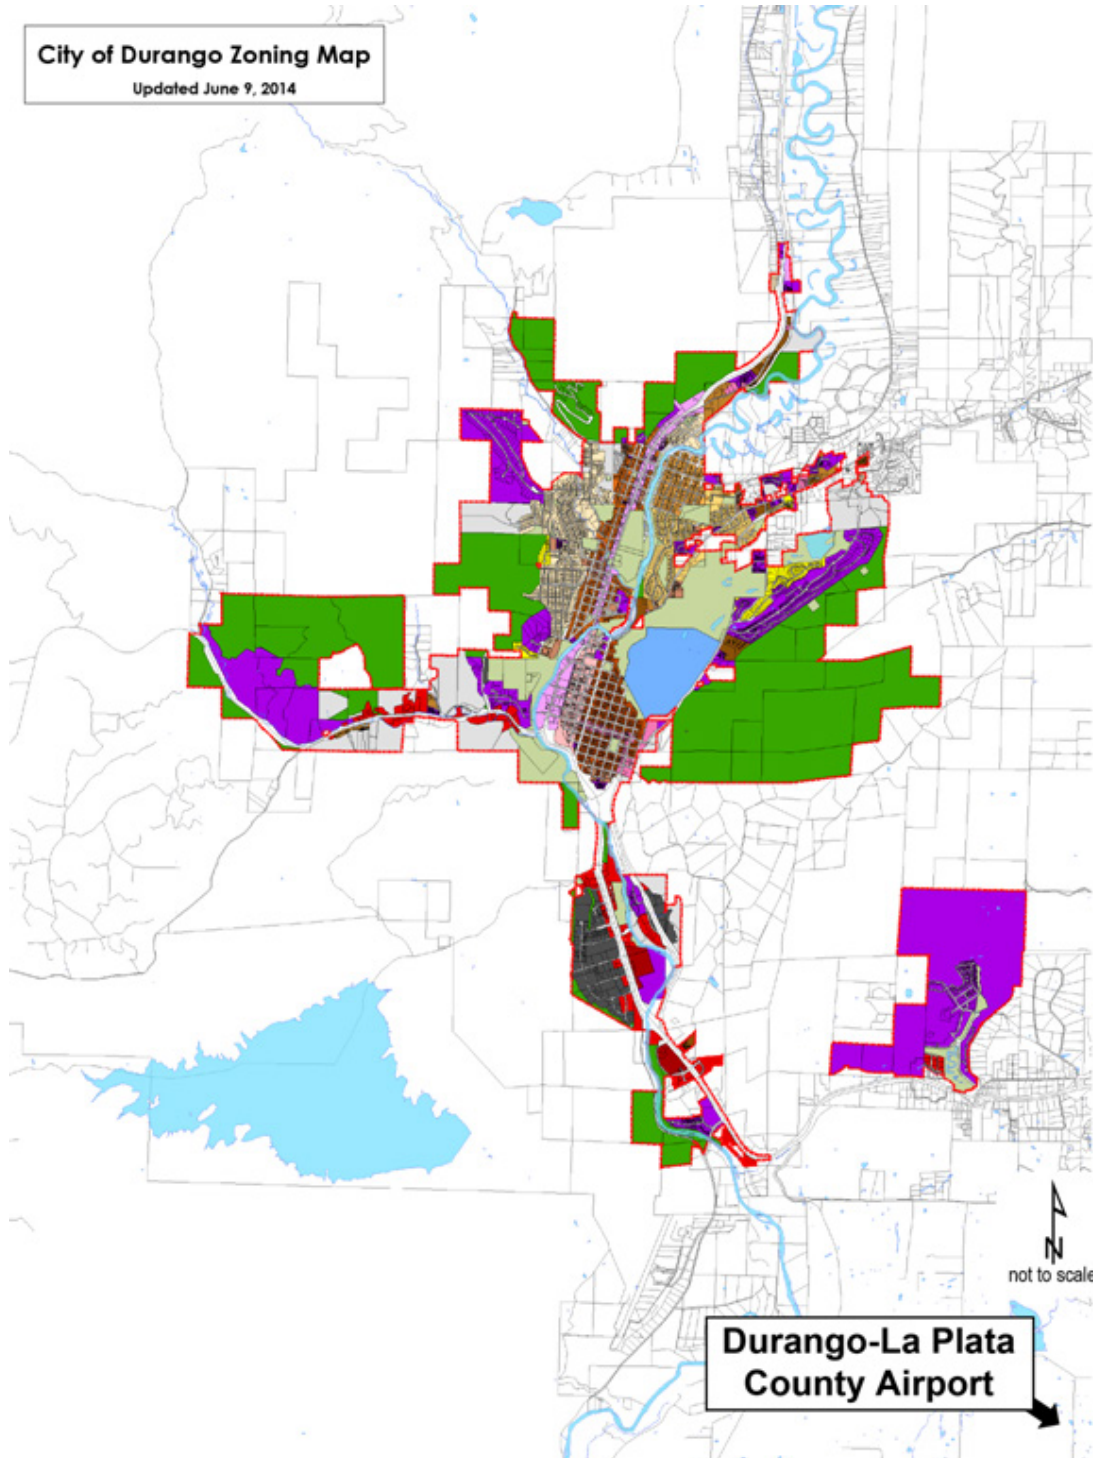 City of Durango Zoning Map
Updated June 9, 2014
N
not to scale
Durango-La Plata
County Airport